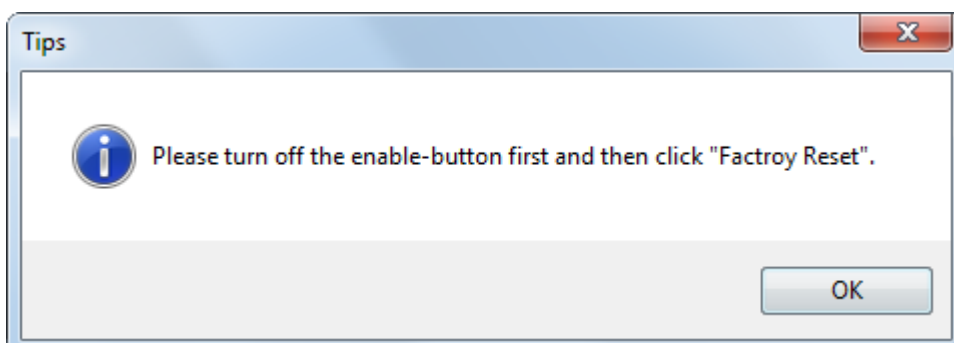 Tips
Please turn off the enable-button first and then click "Factroy Reset".
OK